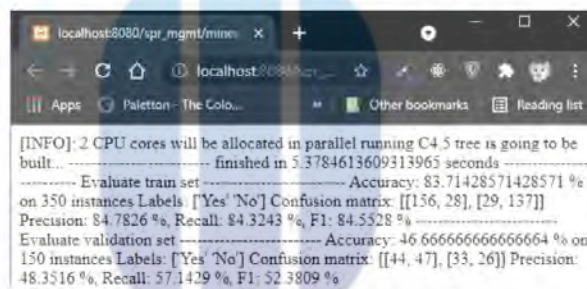 localhost:8080/spr_mgmt/mines
localhost:8080/spr_
Apps Paletton - The Colo... Other bookmarks Reading list
[INFO]: 2 CPU cores will be allocated in parallel running C4.5 tree is going to be
built... ------------------------- finished in 5.3784613609313965 seconds -----------------
---------- Evaluate train set ------------------------- Accuracy: 83.71428571428571 %
on 350 instances Labels: ['Yes' 'No'] Confusion matrix: [[156, 28], [29, 137]]
Precision: 84.7826 %, Recall: 84.3243 %, F1: 84.5528 % -------------------------
Evaluate validation set ------------------------- Accuracy: 46.666666666666664 % on
150 instances Labels: ['Yes' 'No'] Confusion matrix: [[44, 47], [33, 26]] Precision:
48.3516 %, Recall: 57.1429 %, F1: 52.3809 %